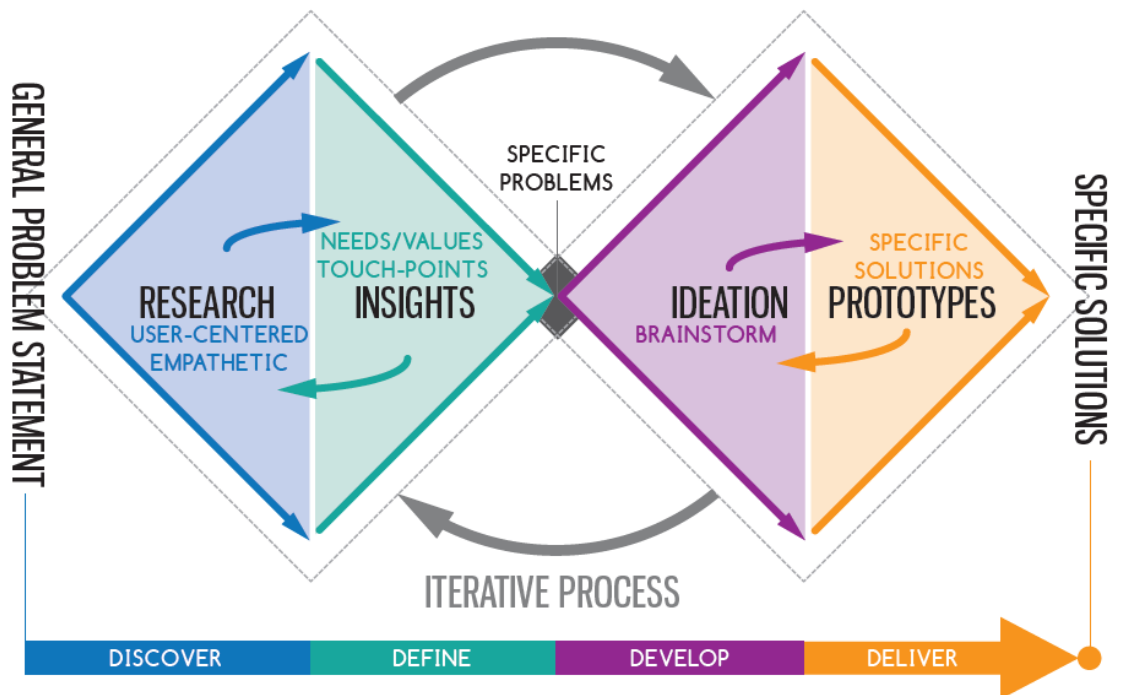 GENERAL PROBLEM STATEMENT
RESEARCH
USER-CENTERED
EMPATHETIC
NEEDS/VALUES
TOUCH-POINTS
INSIGHTS
SPECIFIC
PROBLEMS
IDEATION
BRAINSTORM
SPECIFIC
SOLUTIONS
PROTOTYPES
SPECIFIC SOLUTIONS
ITERATIVE PROCESS
DISCOVER
DEFINE
DEVELOP
DELIVER